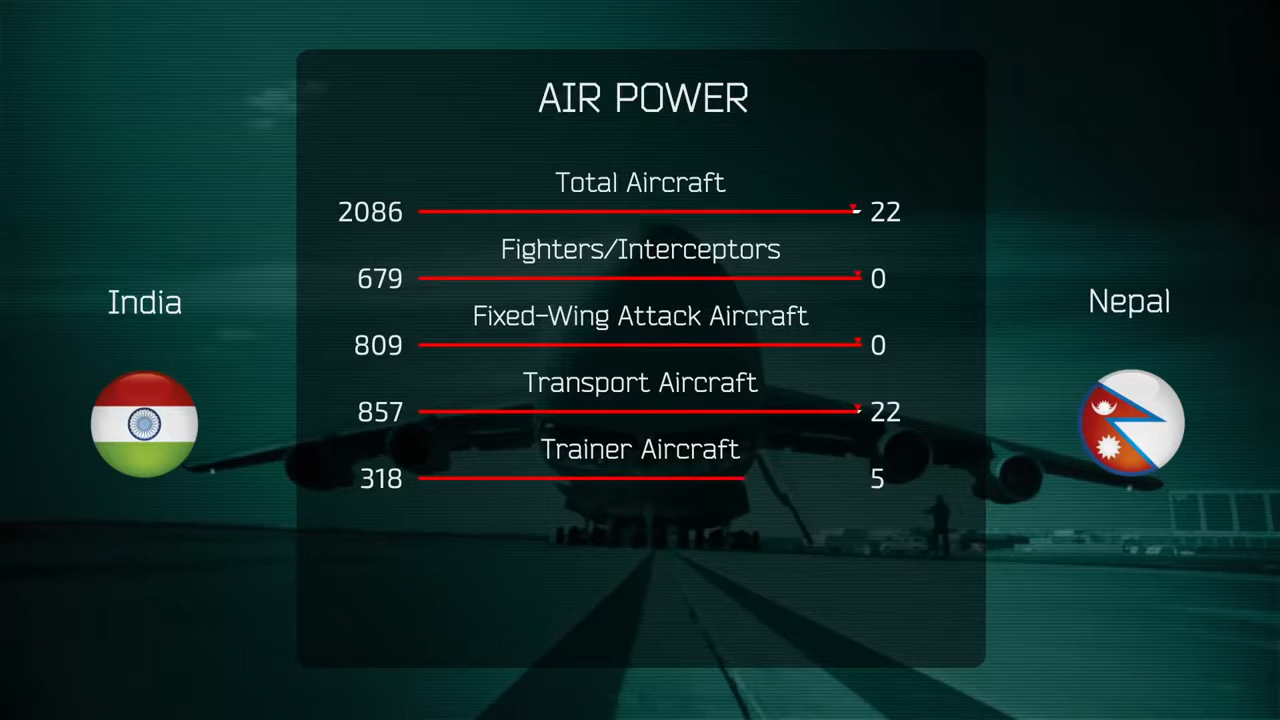 AIR POWER
Total Aircraft
2086 22
Fighters/Interceptors
679 0
India
Nepal
Fixed-Wing Attack Aircraft
809 0
Transport Aircraft
857 22
Trainer Aircraft
318 5